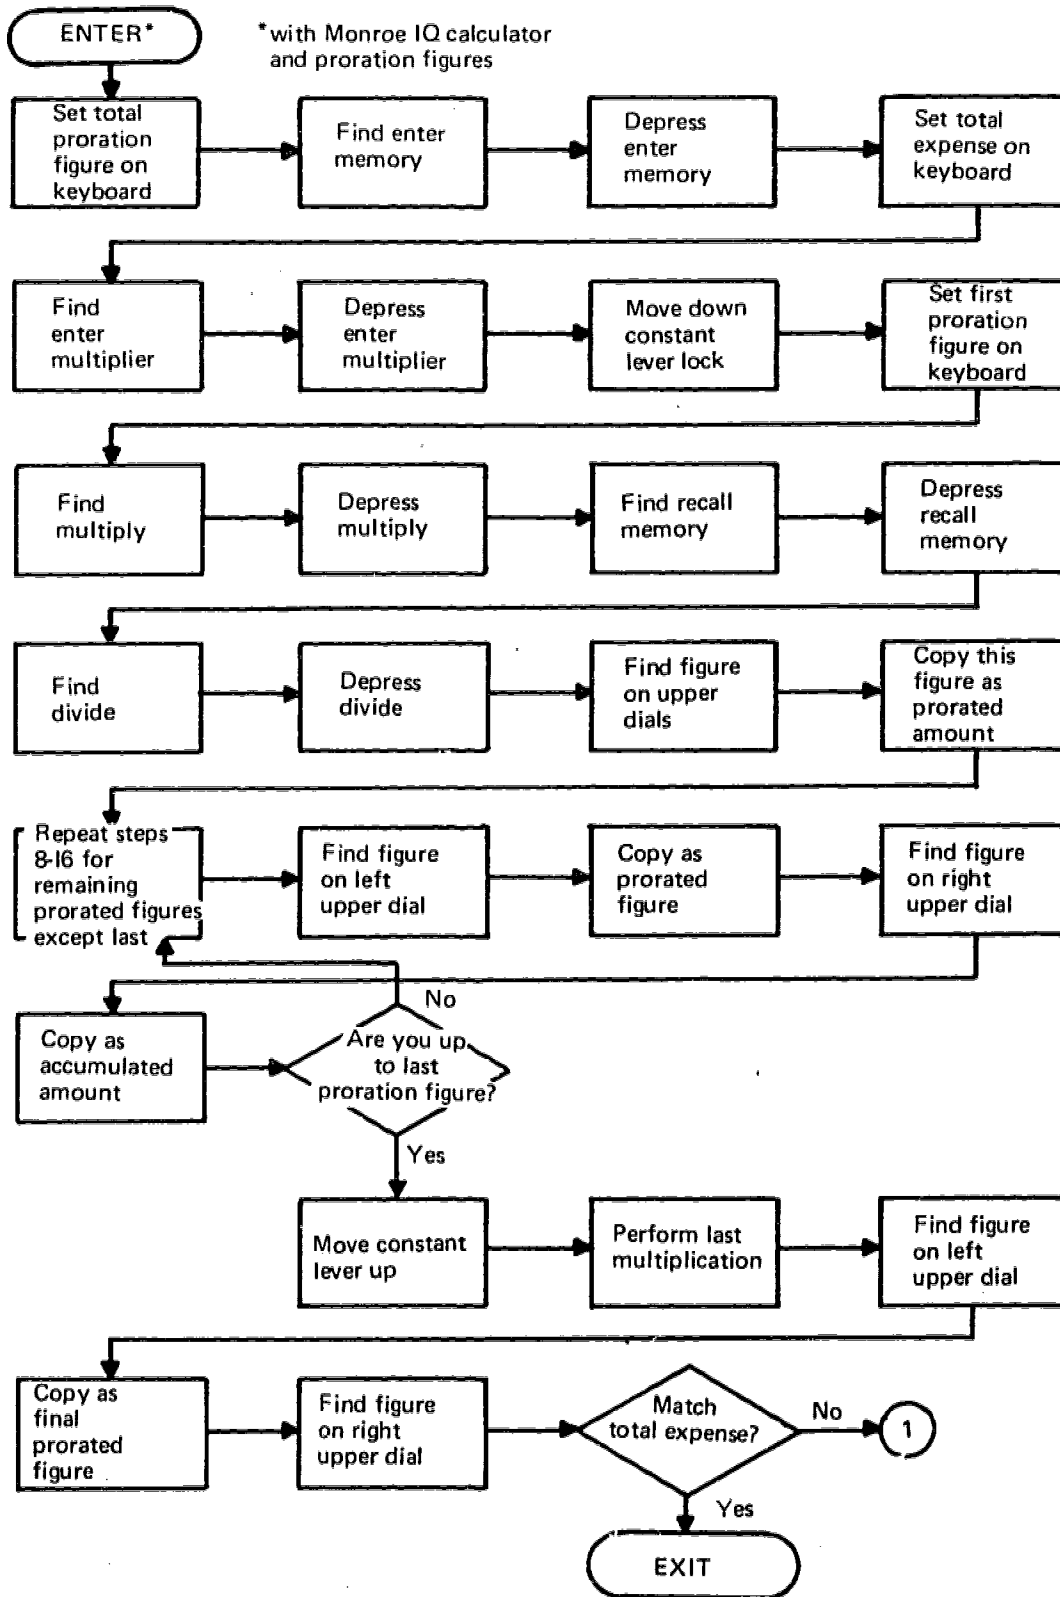 ENTER*
*with Monroe IQ calculator
and proration figures
Set total
proration
figure on
keyboard
Find enter
memory
Depress
enter
memory
Set total
expense on
keyboard
Find
enter
multiplier
Depress
enter
multiplier
Move down
constant
lever lock
Set first
proration
figure on
keyboard
Find
multiply
Depress
multiply
Find recall
memory
Depress
recall
memory
Find
divide
Depress
divide
Find figure
on upper
dials
Copy this
figure as
prorated
amount
Repeat steps
8-16 for
remaining
prorated figures
except last
Find figure
on left
upper dial
Copy as
prorated
figure
Find figure
on right
upper dial
Copy as
accumulated
amount
No
Are you up
to last
proration figure?
Yes
Move constant
lever up
Perform last
multiplication
Find figure
on left
upper dial
Copy as
final
prorated
figure
Find figure
on right
upper dial
Match
total expense?
No
1
Yes
EXIT